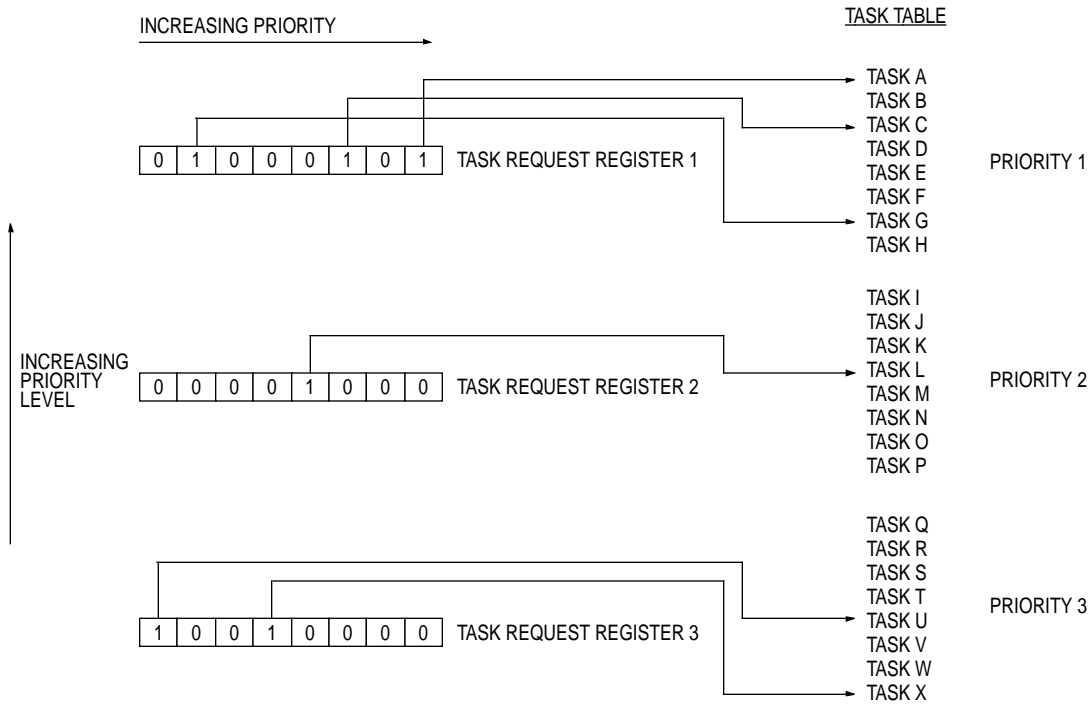 TASK TABLE
INCREASING PRIORITY
TASK A
TASK B
TASK C
TASK D
TASK E
TASK F
TASK G
TASK H
PRIORITY 1
0 1 0 0 0 1 0 1 TASK REQUEST REGISTER 1
TASK I
TASK J
TASK K
TASK L
TASK M
TASK N
TASK O
TASK P
PRIORITY 2
INCREASING
PRIORITY
LEVEL
0 0 0 0 1 0 0 0 TASK REQUEST REGISTER 2
TASK Q
TASK R
TASK S
TASK T
TASK U
TASK V
TASK W
TASK X
PRIORITY 3
1 0 0 1 0 0 0 0 TASK REQUEST REGISTER 3